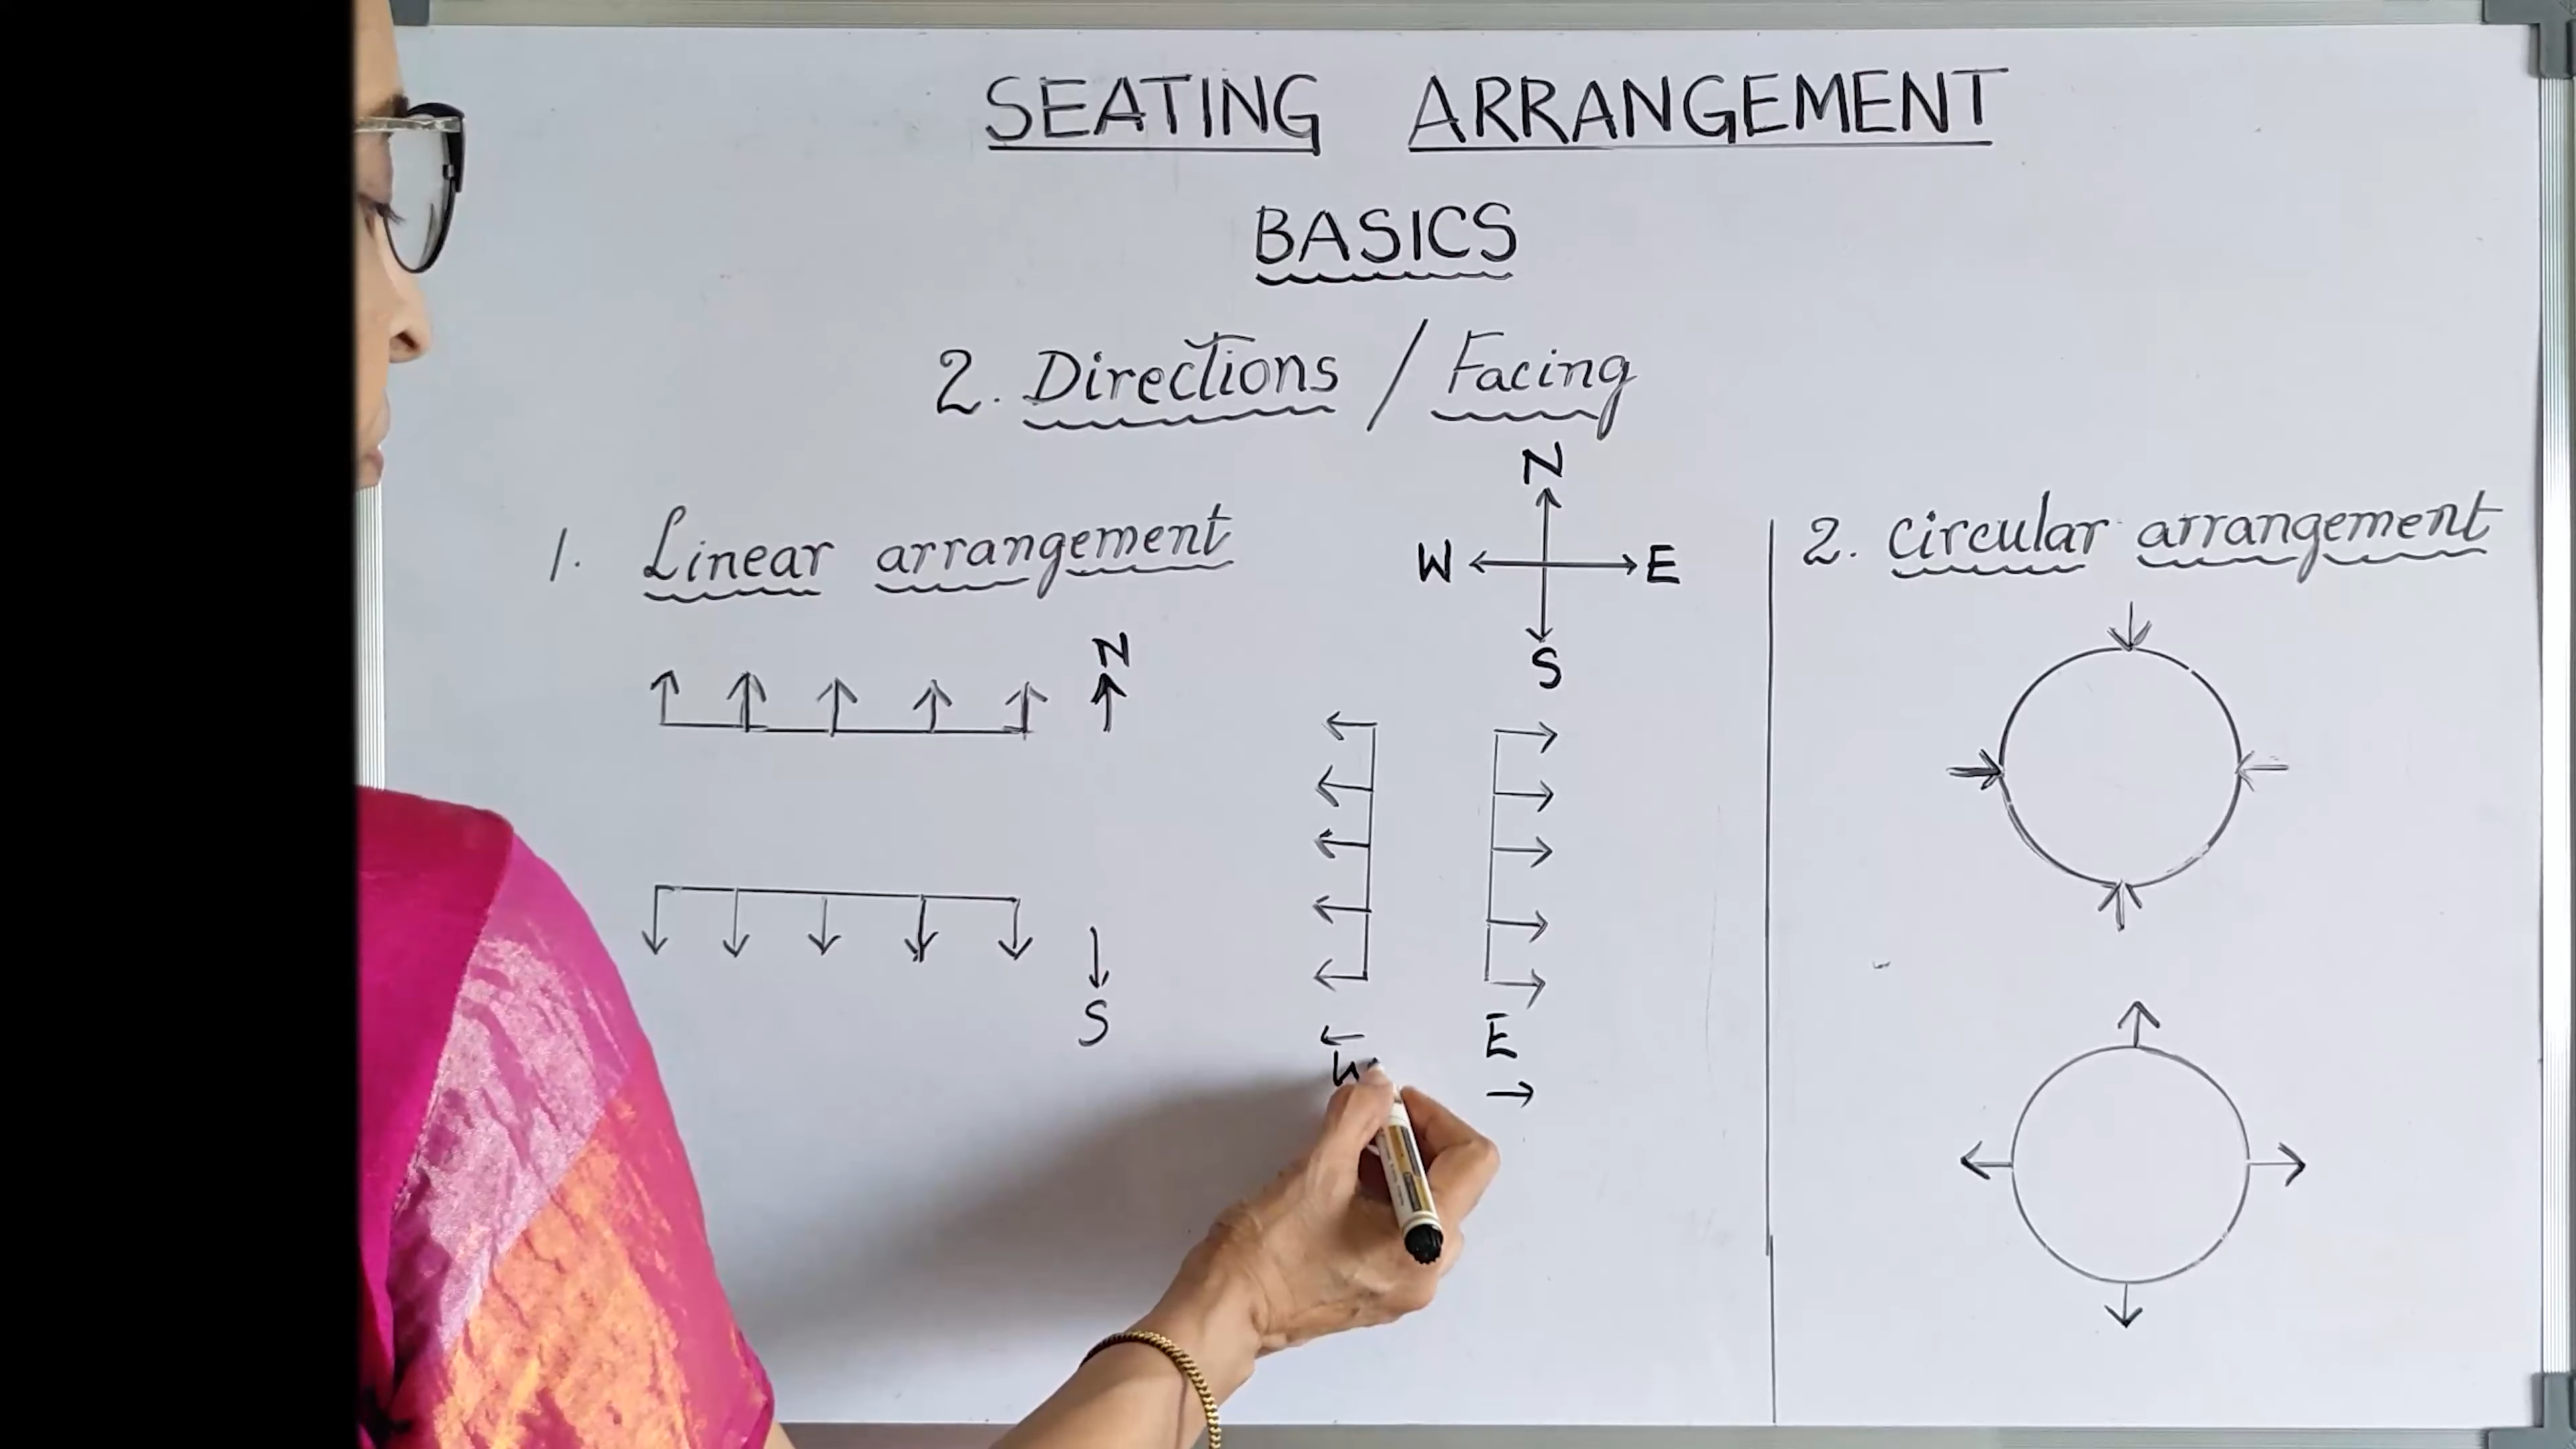 SEATING ARRANGEMENT
BASICS
2. Directions / Facing
1. Linear arrangement
N
W E
S
N
S
W
E
2. Circular arrangement